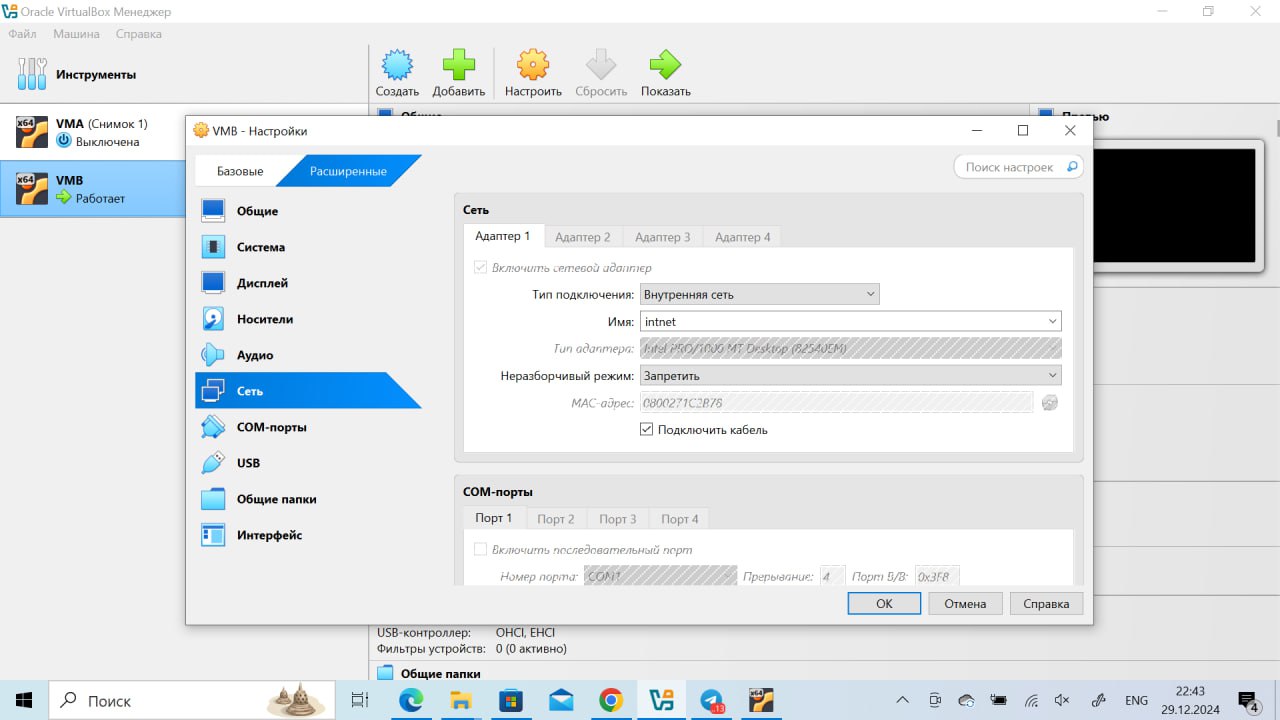 Oracle VirtualBox Менеджер
Файл Машина Справка
Инструменты
Создать Добавить Настроить Сбросить Показать
x64 VMA (Снимок 1)
Выключена
x64 VMB
Работает
VMB - Настройки
Базовые Расширенные
Поиск настроек
Общие
Система
Дисплей
Носители
Аудио
Сеть
COM-порты
USB
Общие папки
Интерфейс
Сеть
Адаптер 1 Адаптер 2 Адаптер 3 Адаптер 4
Включить сетевой адаптер
Тип подключения: Внутренняя сеть
Имя: intnet
Тип адаптера: Intel PRO/1000 MT Desktop (82540EM)
Неразборчивый режим: Запретить
MAC-адрес: 0800271C2B78
Подключить кабель
COM-порты
Порт 1 Порт 2 Порт 3 Порт 4
Включить последовательный порт
Номер порта: COM1 Прерывание: 4 Порт В/В: 0x3F8
OK Отмена Справка
USB-контроллер: OHCI, EHCI
Фильтры устройств: 0 (0 активно)
Общие папки
Поиск
13
x64
ENG
22:43
29.12.2024
4